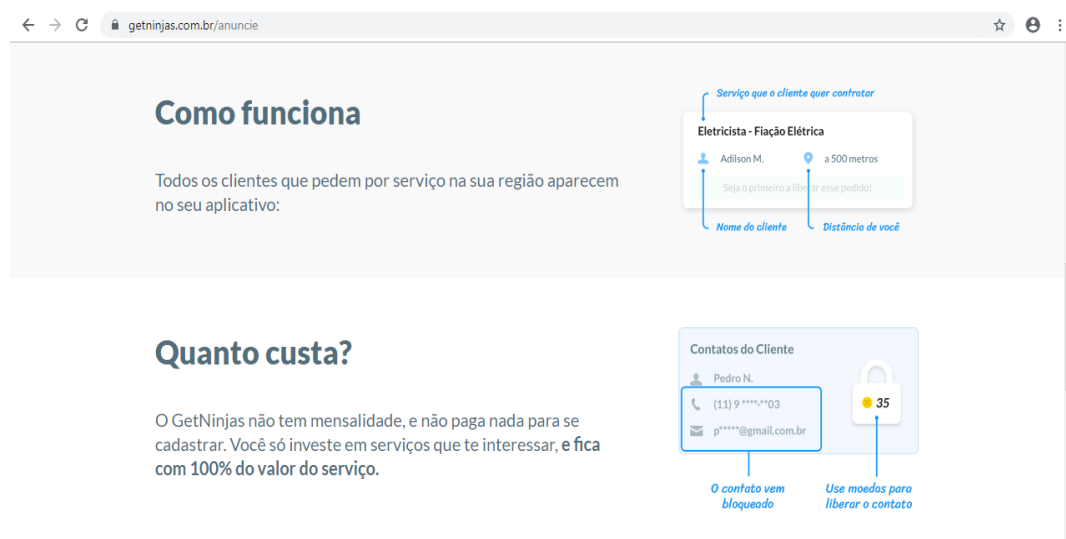 getninjas.com.br/anuncie
Como funciona
Todos os clientes que pedem por serviço na sua região aparecem
no seu aplicativo:
Serviço que o cliente quer contratar
Eletricista - Fiação Elétrica
Adilson M.
a 500 metros
Seja o primeiro a liberar esse pedido!
Nome do cliente
Distância de você
Quanto custa?
O GetNinjas não tem mensalidade, e não paga nada para se
cadastrar. Você só investe em serviços que te interessar, e fica
com 100% do valor do serviço.
Contatos do Cliente
Pedro N.
(11) 9 ****-**03
p*****@gmail.com.br
35
O contato vem
bloqueado
Use moedas para
liberar o contato